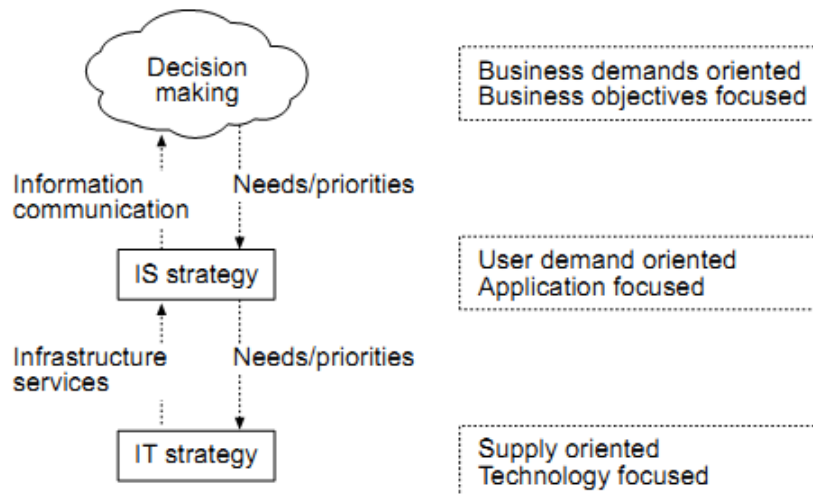 Decision
making
Business demands oriented
Business objectives focused
Information
communication
Needs/priorities
IS strategy
User demand oriented
Application focused
Infrastructure
services
Needs/priorities
IT strategy
Supply oriented
Technology focused